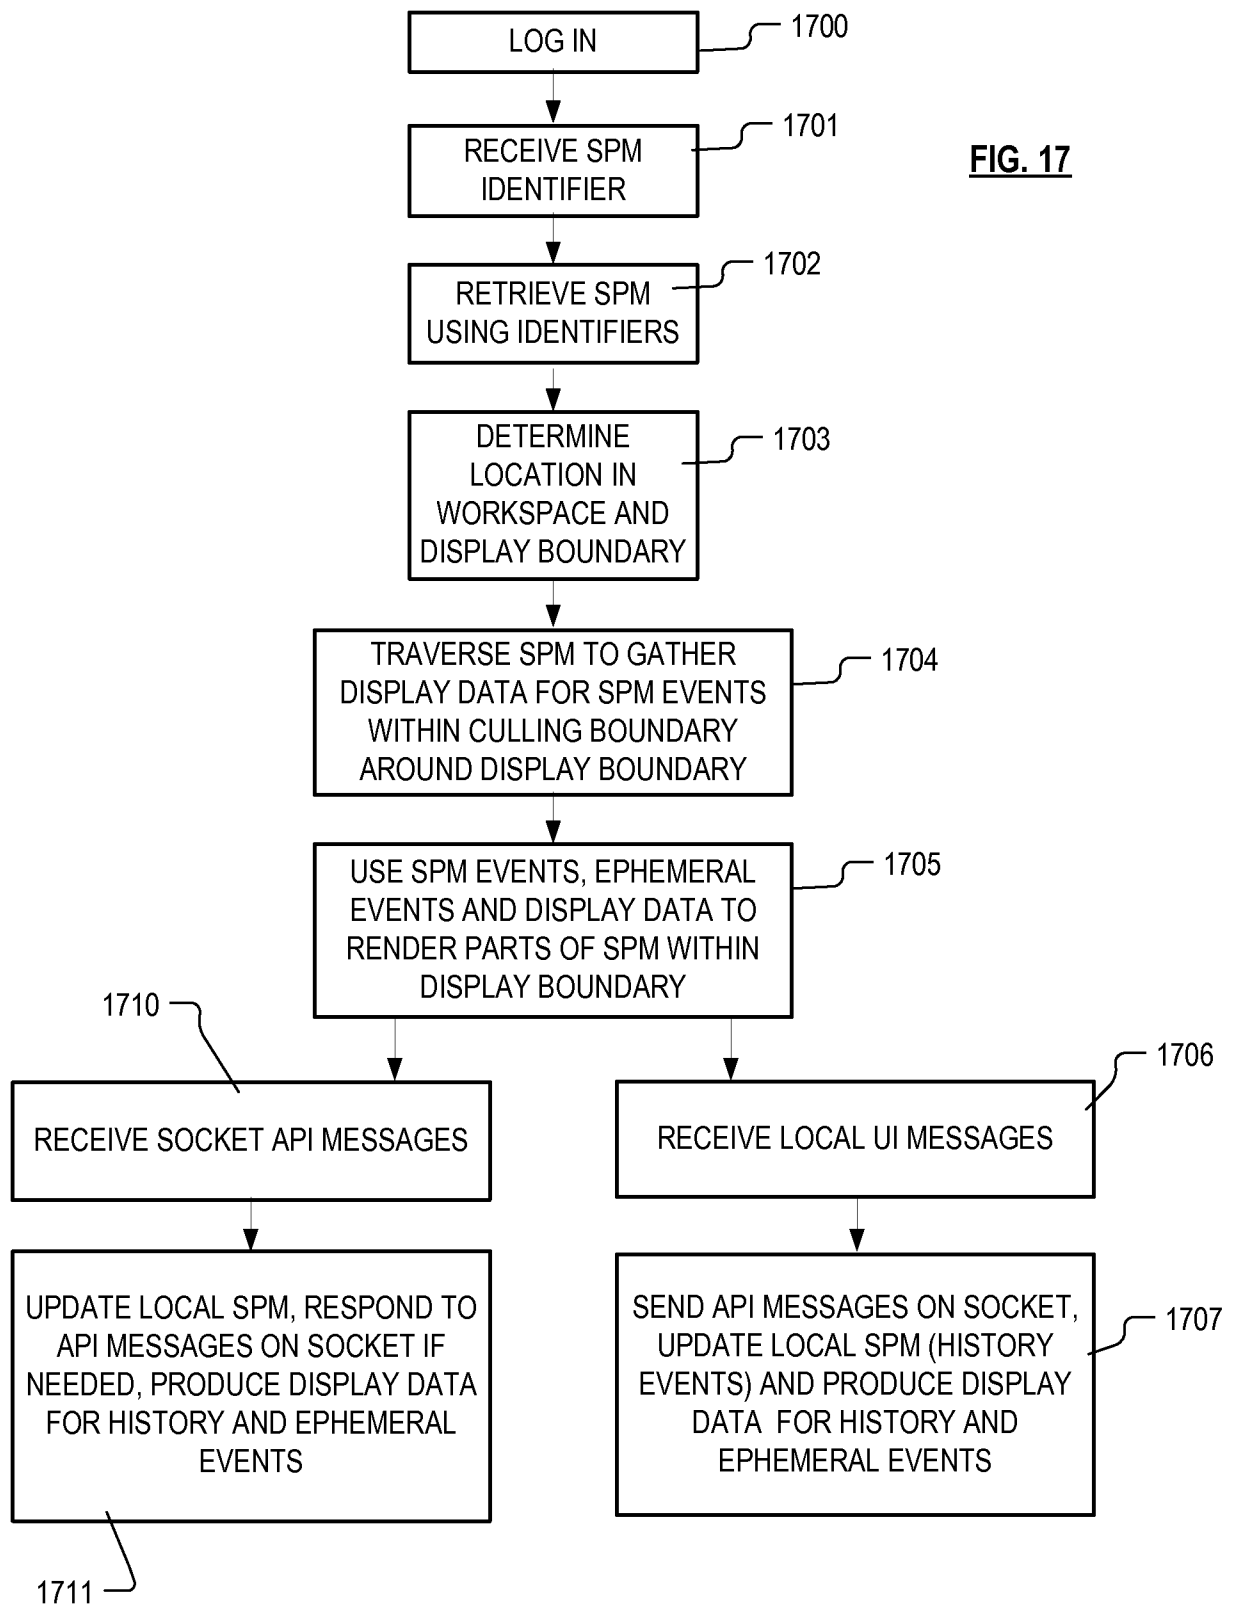 LOG IN
1700
RECEIVE SPM
IDENTIFIER
1701
FIG. 17
RETRIEVE SPM
USING IDENTIFIERS
1702
DETERMINE
LOCATION IN
WORKSPACE AND
DISPLAY BOUNDARY
1703
TRAVERSE SPM TO GATHER
DISPLAY DATA FOR SPM EVENTS
WITHIN CULLING BOUNDARY
AROUND DISPLAY BOUNDARY
1704
USE SPM EVENTS, EPHEMERAL
EVENTS AND DISPLAY DATA TO
RENDER PARTS OF SPM WITHIN
DISPLAY BOUNDARY
1705
1710
RECEIVE SOCKET API MESSAGES
1706
RECEIVE LOCAL UI MESSAGES
UPDATE LOCAL SPM, RESPOND TO
API MESSAGES ON SOCKET IF
NEEDED, PRODUCE DISPLAY DATA
FOR HISTORY AND EPHEMERAL
EVENTS
1711
SEND API MESSAGES ON SOCKET,
UPDATE LOCAL SPM (HISTORY
EVENTS) AND PRODUCE DISPLAY
DATA FOR HISTORY AND
EPHEMERAL EVENTS
1707